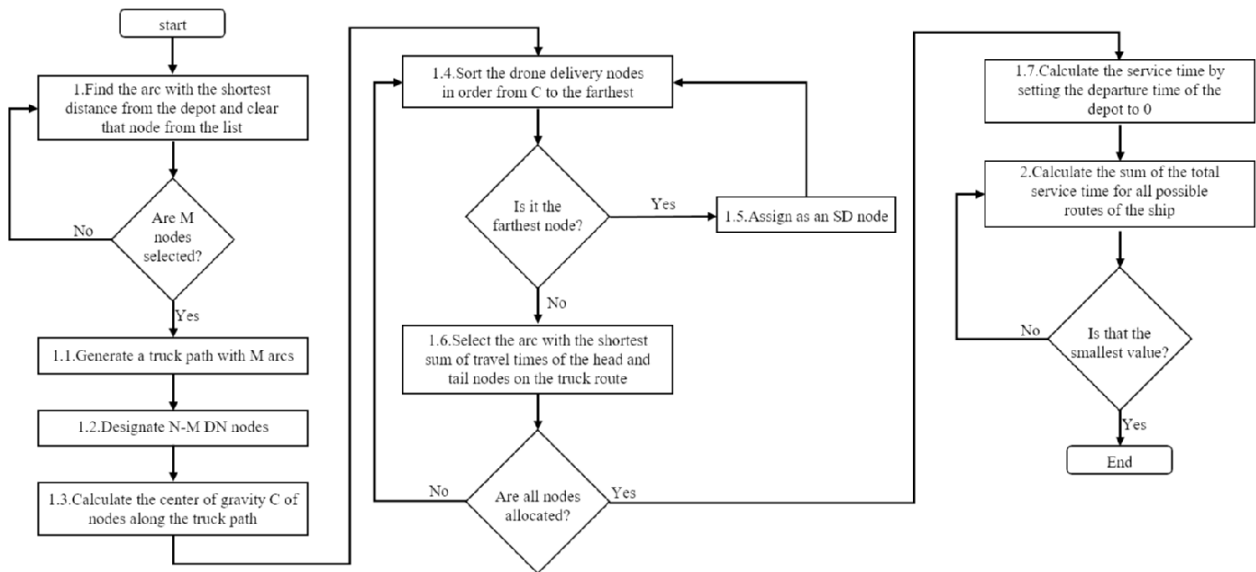 start
1.Find the arc with the shortest
distance from the depot and clear
that node from the list
Are M
nodes
selected?
No
Yes
1.1.Generate a truck path with M arcs
1.2.Designate N-M DN nodes
1.3.Calculate the center of gravity C of
nodes along the truck path
1.4.Sort the drone delivery nodes
in order from C to the farthest
Is it the
farthest node?
Yes
1.5.Assign as an SD node
No
1.6.Select the arc with the shortest
sum of travel times of the head and
tail nodes on the truck route
Are all nodes
allocated?
No
Yes
1.7.Calculate the service time by
setting the departure time of the
depot to 0
2.Calculate the sum of the total
service time for all possible
routes of the ship
Is that the
smallest value?
No
Yes
End